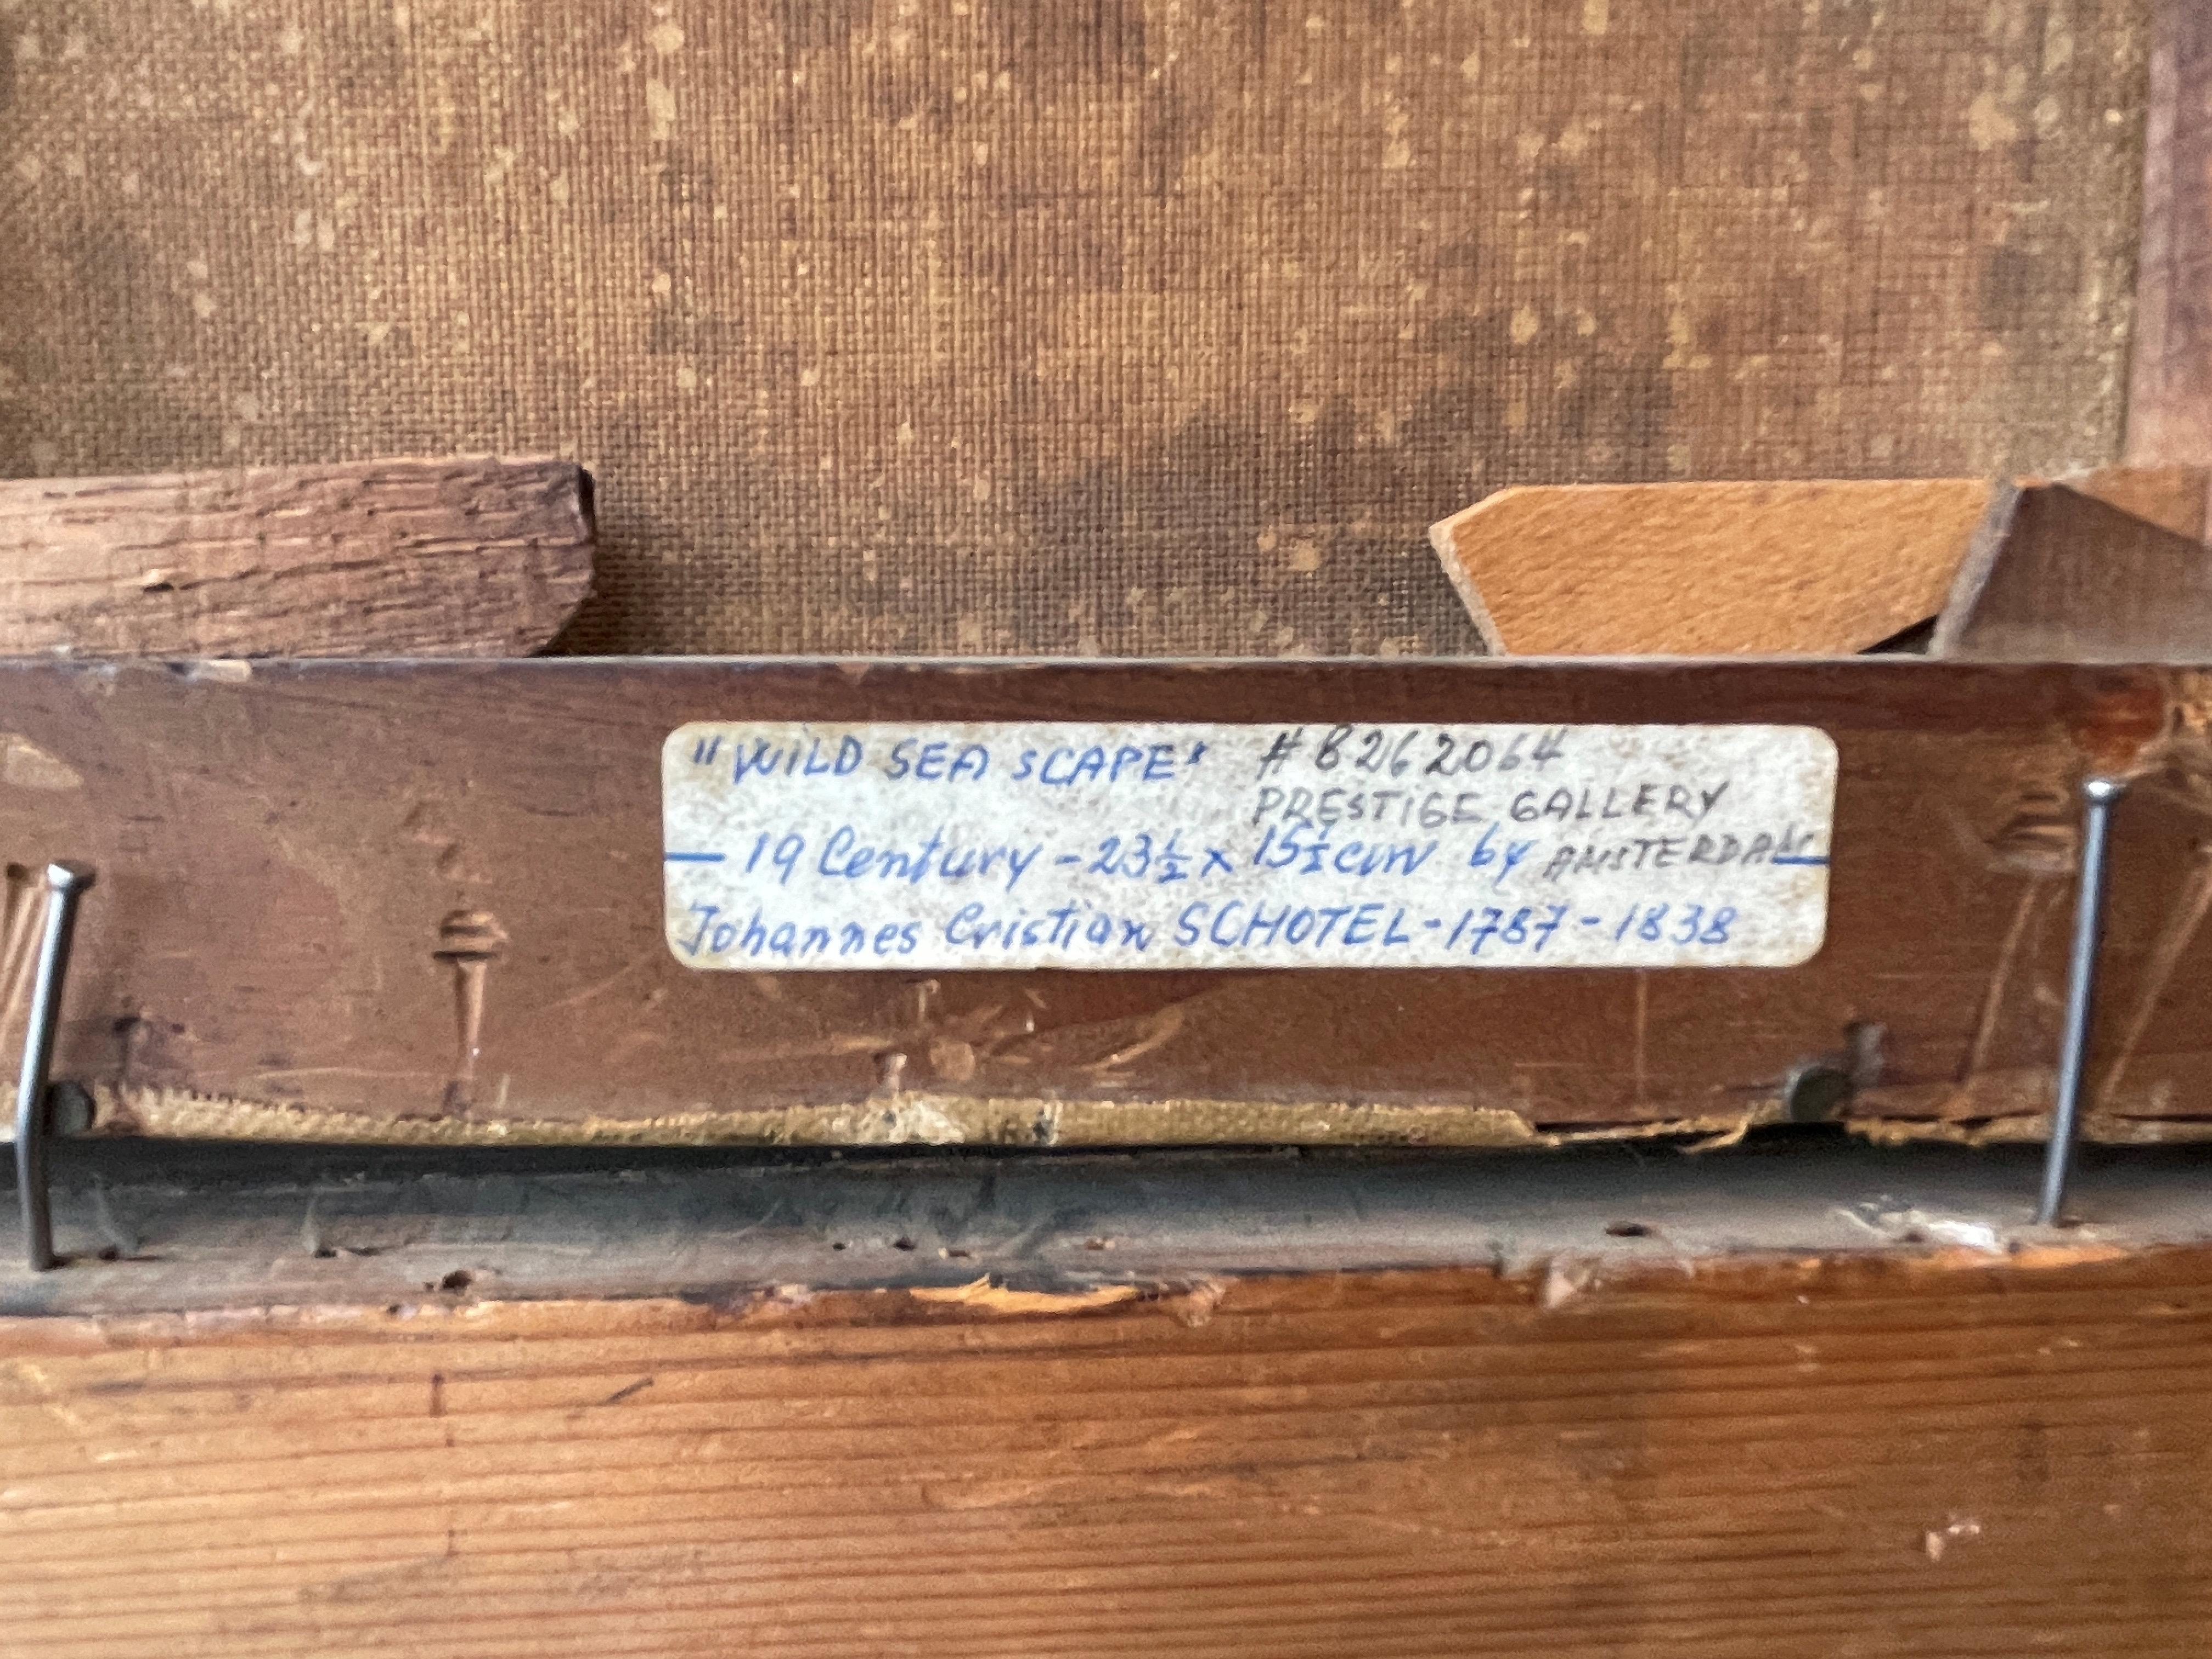 "WILD SEA SCAPE" # B262064
PRESTIGE GALLERY
— 19 Century - 23½ x 15½ cm by AMSTERDAM —
Johannes Cristian SCHOTEL - 1787 - 1838